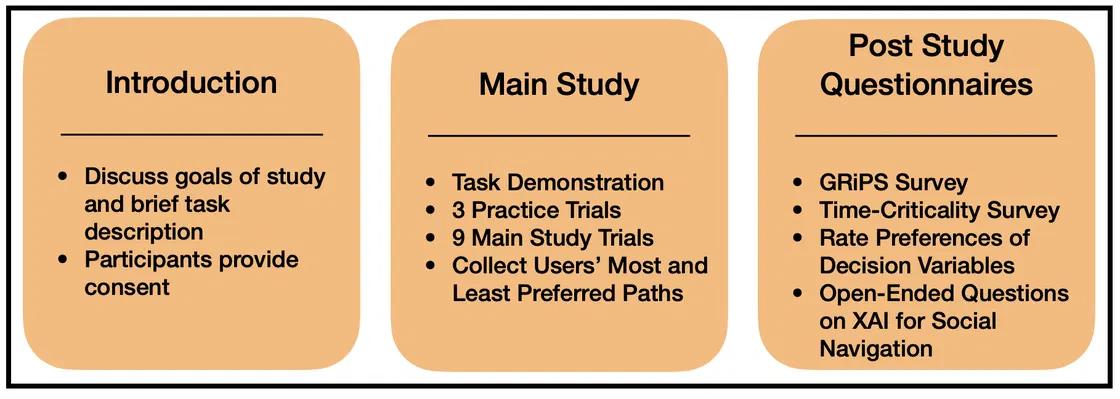 Introduction
• Discuss goals of study
and brief task
description
• Participants provide
consent
Main Study
• Task Demonstration
• 3 Practice Trials
• 9 Main Study Trials
• Collect Users’ Most and
Least Preferred Paths
Post Study
Questionnaires
• GRiPS Survey
• Time-Criticality Survey
• Rate Preferences of
Decision Variables
• Open-Ended Questions
on XAI for Social
Navigation